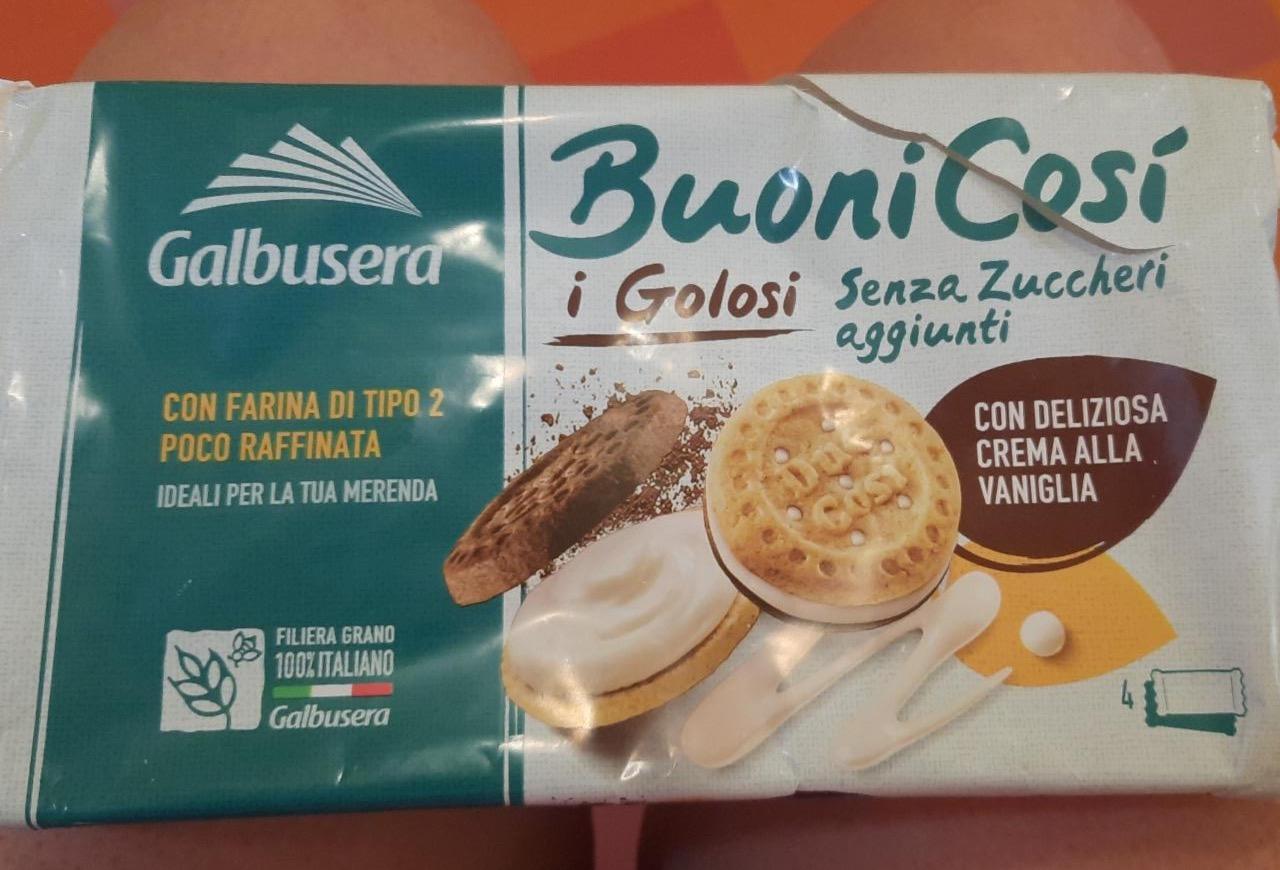 Galbusera
CON FARINA DI TIPO 2
POCO RAFFINATA
IDEALI PER LA TUA MERENDA
FILIERA GRANO
100% ITALIANO
Galbusera
BuoniCosí
i Golosi
Senza Zuccheri
aggiunti
CON DELIZIOSA
CREMA ALLA
VANIGLIA
4